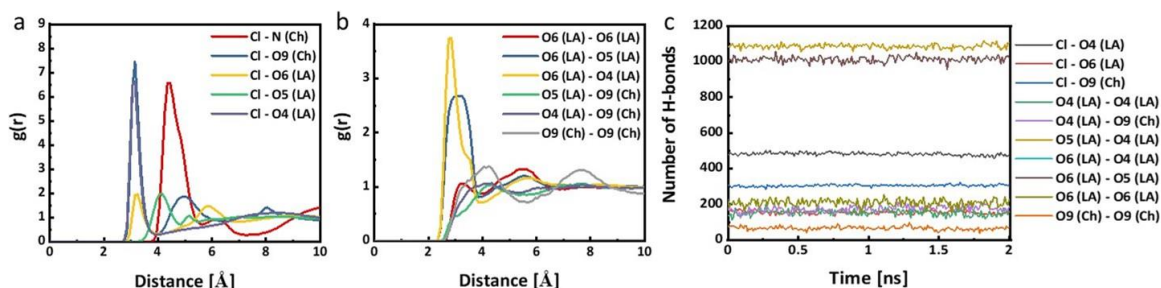 a
9
8
7
6
5
4
3
2
1
0
g(r)
0 2 4 6 8 10
Distance [Å]
Cl - N (Ch)
Cl - O9 (Ch)
Cl - O6 (LA)
Cl - O5 (LA)
Cl - O4 (LA)
b
4
3
2
1
0
g(r)
0 2 4 6 8 10
Distance [Å]
O6 (LA) - O6 (LA)
O6 (LA) - O5 (LA)
O6 (LA) - O4 (LA)
O5 (LA) - O9 (Ch)
O4 (LA) - O9 (Ch)
O9 (Ch) - O9 (Ch)
c
1200
1000
800
600
400
200
0
Number of H-bonds
0 0.5 1 1.5 2
Time [ns]
Cl - O4 (LA)
Cl - O6 (LA)
Cl - O9 (Ch)
O4 (LA) - O4 (LA)
O4 (LA) - O9 (Ch)
O5 (LA) - O4 (LA)
O6 (LA) - O4 (LA)
O6 (LA) - O5 (LA)
O6 (LA) - O6 (LA)
O9 (Ch) - O9 (Ch)